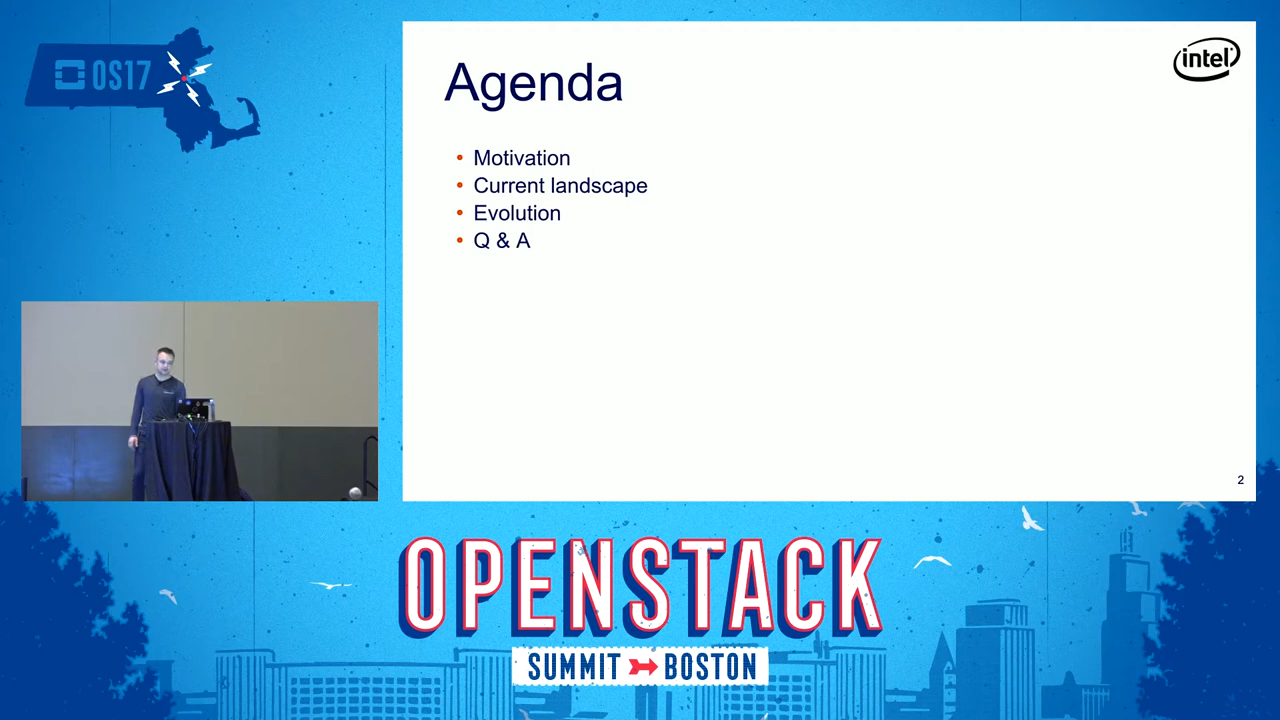 OS17
intel
Agenda
• Motivation
• Current landscape
• Evolution
• Q & A
2
OPENSTACK
SUMMIT BOSTON